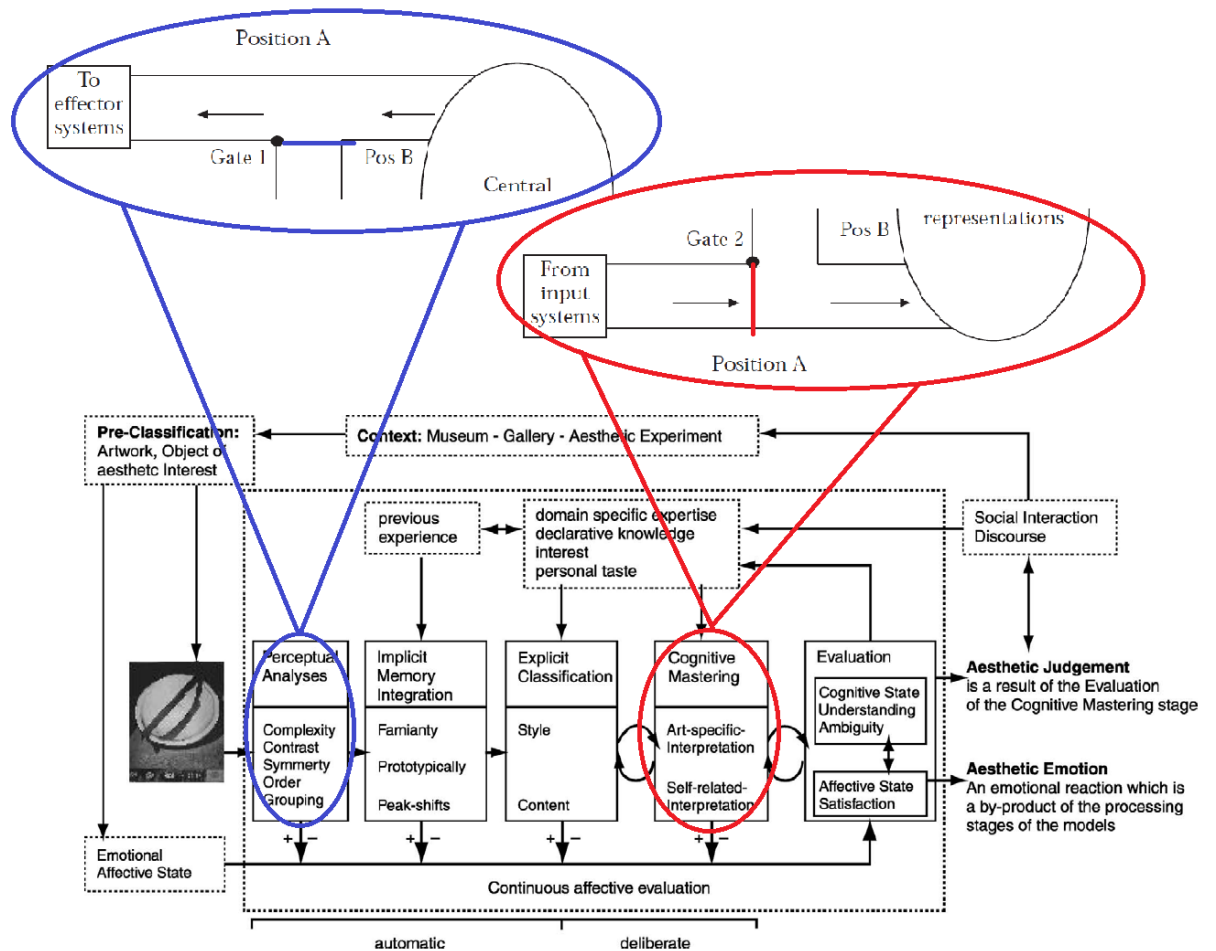 Position A
To
effector
systems
Gate 1
Pos B
Central
representations
Gate 2
Pos B
From
input
systems
Position A
Pre-Classification:
Artwork, Object of
aesthetc Interest
Context: Museum - Gallery - Aesthetic Experiment
previous
experience
domain specific expertise
declarative knowledge
interest
personal taste
Social Interaction
Discourse
Perceptual
Analyses
Complexity
Contrast
Symmerty
Order
Grouping
Implicit
Memory
Integration
Famianty
Prototypically
Peak-shifts
Explicit
Classification
Style
Content
Cognitive
Mastering
Art-specific-
Interpretation
Self-related-
Interpretation
Evaluation
Cognitive State
Understanding
Ambiguity
Affective State
Satisfaction
Aesthetic Judgement
is a result of the Evaluation
of the Cognitive Mastering stage
Aesthetic Emotion
An emotional reaction which is
a by-product of the processing
stages of the models
+ −
+ −
+ −
+ −
Emotional
Affective State
Continuous affective evaluation
automatic
deliberate